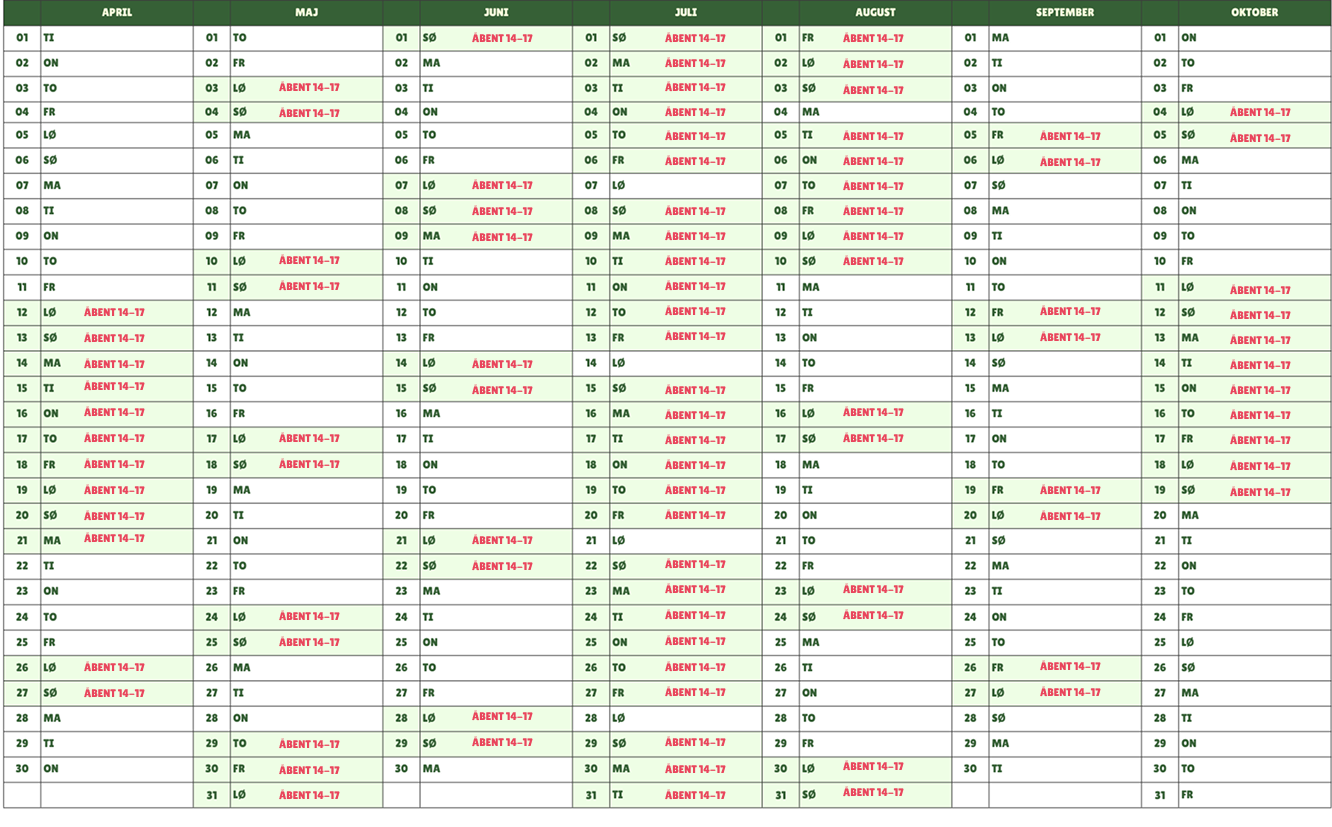 APRIL MAJ JUNI JULI AUGUST SEPTEMBER OKTOBER
01 TI 01 TO 01 SØ ÅBENT 14-17 01 SØ ÅBENT 14-17 01 FR ÅBENT 14-17 01 MA 01 ON
02 ON 02 FR 02 MA 02 MA ÅBENT 14-17 02 LØ ÅBENT 14-17 02 TI 02 TO
03 TO 03 LØ ÅBENT 14-17 03 TI 03 TI ÅBENT 14-17 03 SØ ÅBENT 14-17 03 ON 03 FR
04 FR 04 SØ ÅBENT 14-17 04 ON 04 ON ÅBENT 14-17 04 MA 04 TO 04 LØ ÅBENT 14-17
05 LØ 05 MA 05 TO 05 TO ÅBENT 14-17 05 TI ÅBENT 14-17 05 FR ÅBENT 14-17 05 SØ ÅBENT 14-17
06 SØ 06 TI 06 FR 06 FR ÅBENT 14-17 06 ON ÅBENT 14-17 06 LØ ÅBENT 14-17 06 MA
07 MA 07 ON 07 LØ ÅBENT 14-17 07 LØ 07 TO ÅBENT 14-17 07 SØ 07 TI
08 TI 08 TO 08 SØ ÅBENT 14-17 08 SØ ÅBENT 14-17 08 FR ÅBENT 14-17 08 MA 08 ON
09 ON 09 FR 09 MA ÅBENT 14-17 09 MA ÅBENT 14-17 09 LØ ÅBENT 14-17 09 TI 09 TO
10 TO 10 LØ ÅBENT 14-17 10 TI 10 TI ÅBENT 14-17 10 SØ ÅBENT 14-17 10 ON 10 FR
11 FR 11 SØ ÅBENT 14-17 11 ON 11 ON ÅBENT 14-17 11 MA 11 TO 11 LØ ÅBENT 14-17
12 LØ ÅBENT 14-17 12 MA 12 TO 12 TO ÅBENT 14-17 12 TI 12 FR ÅBENT 14-17 12 SØ ÅBENT 14-17
13 SØ ÅBENT 14-17 13 TI 13 FR 13 FR ÅBENT 14-17 13 ON 13 LØ ÅBENT 14-17 13 MA ÅBENT 14-17
14 MA ÅBENT 14-17 14 ON 14 LØ ÅBENT 14-17 14 LØ 14 TO 14 SØ 14 TI ÅBENT 14-17
15 TI ÅBENT 14-17 15 TO 15 SØ ÅBENT 14-17 15 SØ ÅBENT 14-17 15 FR 15 MA 15 ON ÅBENT 14-17
16 ON ÅBENT 14-17 16 FR 16 MA 16 MA ÅBENT 14-17 16 LØ ÅBENT 14-17 16 TI 16 TO ÅBENT 14-17
17 TO ÅBENT 14-17 17 LØ ÅBENT 14-17 17 TI 17 TI ÅBENT 14-17 17 SØ ÅBENT 14-17 17 ON 17 FR ÅBENT 14-17
18 FR ÅBENT 14-17 18 SØ ÅBENT 14-17 18 ON 18 ON ÅBENT 14-17 18 MA 18 TO 18 LØ ÅBENT 14-17
19 LØ ÅBENT 14-17 19 MA 19 TO 19 TO ÅBENT 14-17 19 TI 19 FR ÅBENT 14-17 19 SØ ÅBENT 14-17
20 SØ ÅBENT 14-17 20 TI 20 FR 20 FR ÅBENT 14-17 20 ON 20 LØ ÅBENT 14-17 20 MA
21 MA ÅBENT 14-17 21 ON 21 LØ ÅBENT 14-17 21 LØ 21 TO 21 SØ 21 TI
22 TI 22 TO 22 SØ ÅBENT 14-17 22 SØ ÅBENT 14-17 22 FR 22 MA 22 ON
23 ON 23 FR 23 MA 23 MA ÅBENT 14-17 23 LØ ÅBENT 14-17 23 TI 23 TO
24 TO 24 LØ ÅBENT 14-17 24 TI 24 TI ÅBENT 14-17 24 SØ ÅBENT 14-17 24 ON 24 FR
25 FR 25 SØ ÅBENT 14-17 25 ON 25 ON ÅBENT 14-17 25 MA 25 TO 25 LØ
26 LØ ÅBENT 14-17 26 MA 26 TO 26 TO ÅBENT 14-17 26 TI 26 FR ÅBENT 14-17 26 SØ
27 SØ ÅBENT 14-17 27 TI 27 FR 27 FR ÅBENT 14-17 27 ON 27 LØ ÅBENT 14-17 27 MA
28 MA 28 ON 28 LØ ÅBENT 14-17 28 LØ 28 TO 28 SØ 28 TI
29 TI 29 TO ÅBENT 14-17 29 SØ ÅBENT 14-17 29 SØ ÅBENT 14-17 29 FR 29 MA 29 ON
30 ON 30 FR ÅBENT 14-17 30 MA 30 MA ÅBENT 14-17 30 LØ ÅBENT 14-17 30 TI 30 TO
31 LØ ÅBENT 14-17 31 TI ÅBENT 14-17 31 SØ ÅBENT 14-17 31 FR